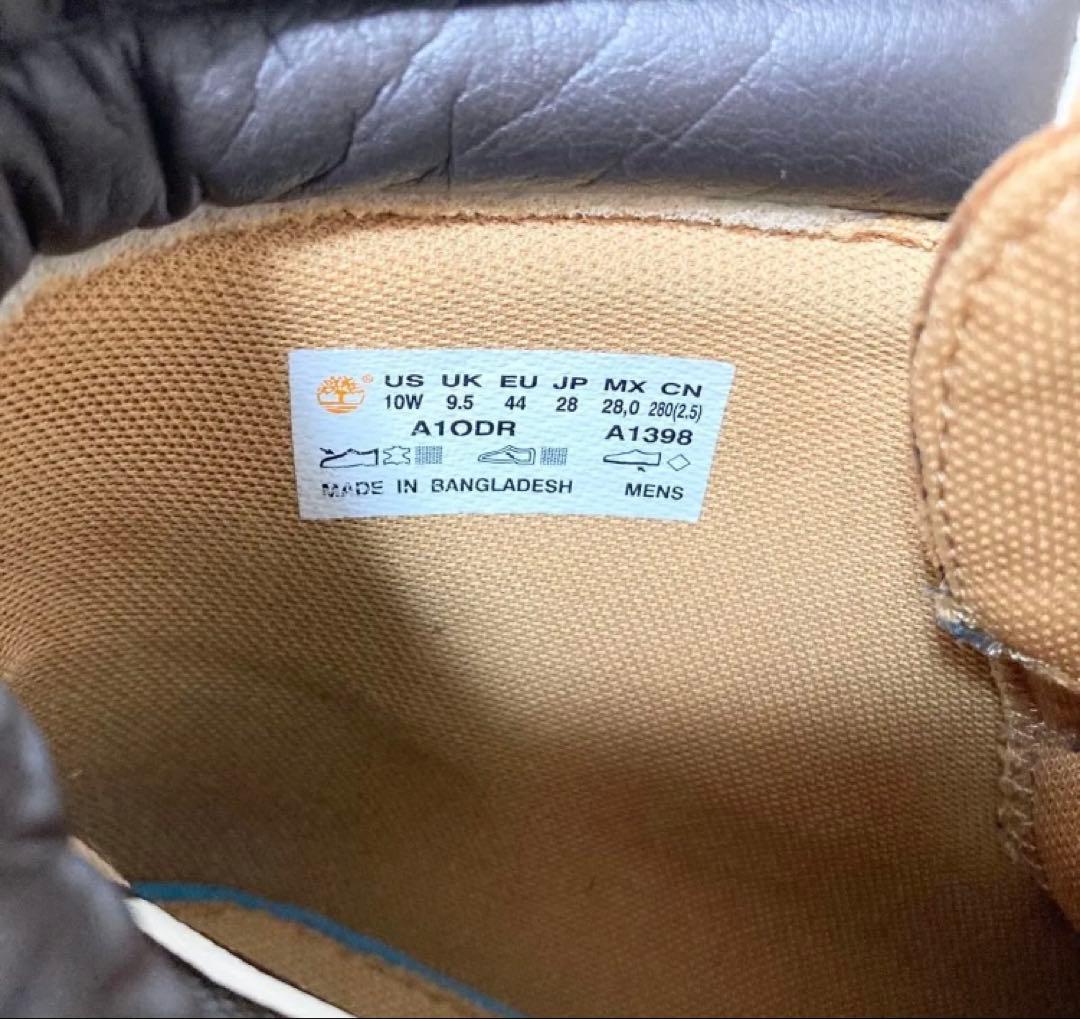 ® US UK EU JP MX CN
10W 9.5 44 28 28,0 280(2.5)
A1ODR A1398
MADE IN BANGLADESH MENS